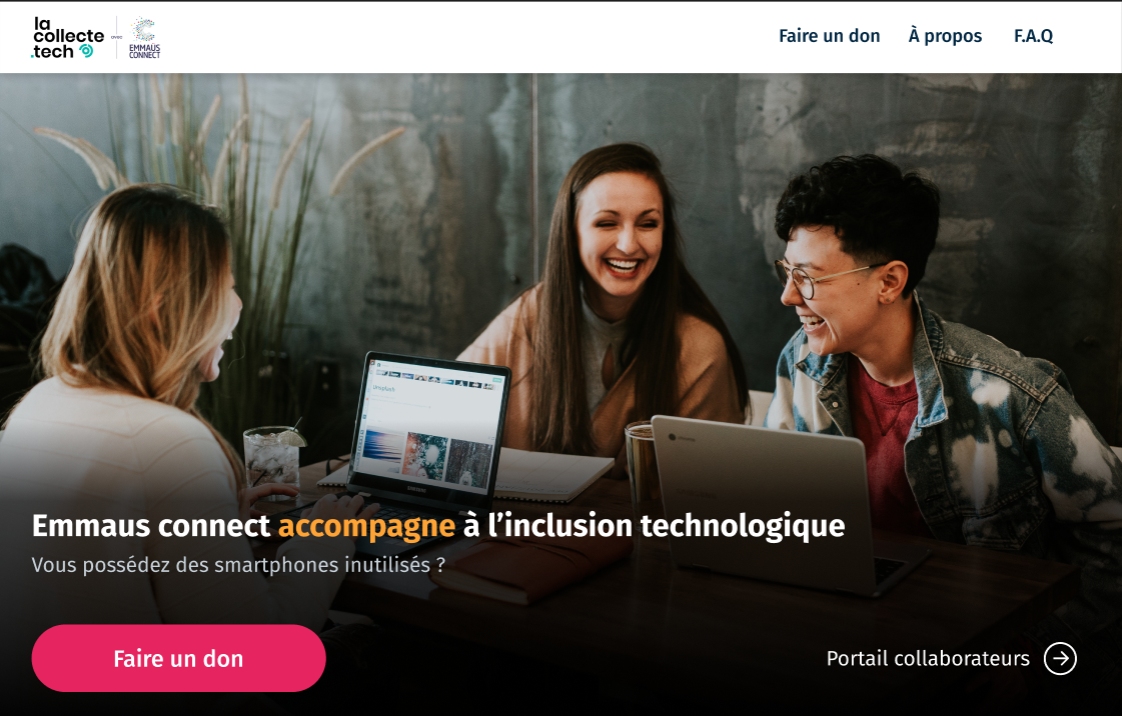 la
collecte
.tech
avec
EMMAÜS
CONNECT
Faire un don
À propos
F.A.Q
Emmaus connect accompagne à l’inclusion technologique
Vous possédez des smartphones inutilisés ?
Faire un don
Portail collaborateurs